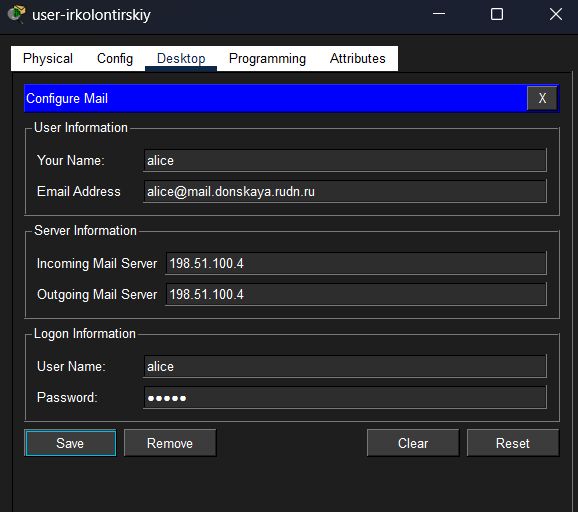 user-irkolontirskiy
Physical Config Desktop Programming Attributes
Configure Mail X
User Information
Your Name: alice
Email Address alice@mail.donskaya.rudn.ru
Server Information
Incoming Mail Server 198.51.100.4
Outgoing Mail Server 198.51.100.4
Logon Information
User Name: alice
Password: ●●●●●
Save Remove Clear Reset